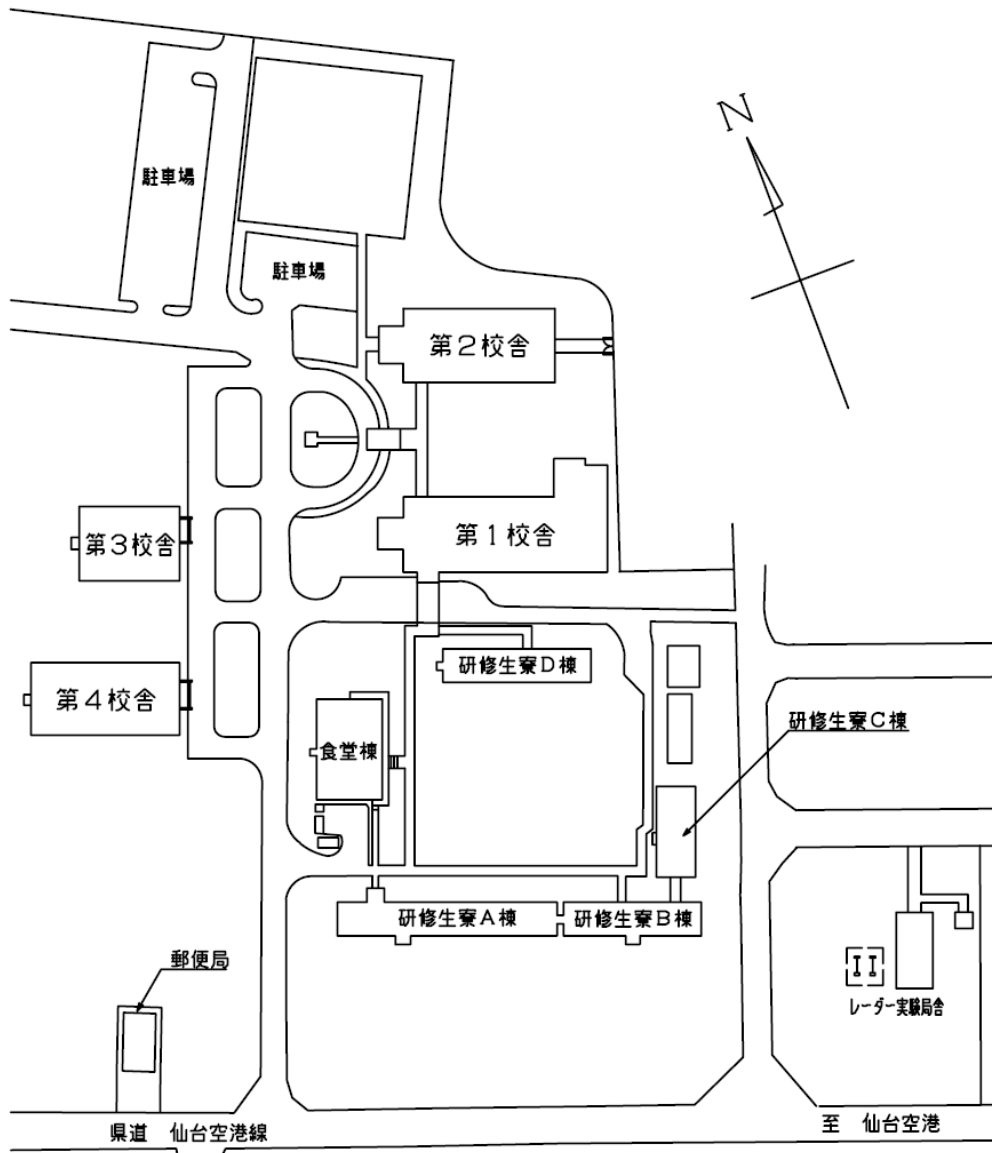 N
駐車場
駐車場
第２校舎
第１校舎
第３校舎
研修生寮Ｄ棟
第４校舎
研修生寮Ｃ棟
食堂棟
研修生寮Ａ棟
研修生寮Ｂ棟
郵便局
レーダー実験局舎
県道　仙台空港線
至　仙台空港